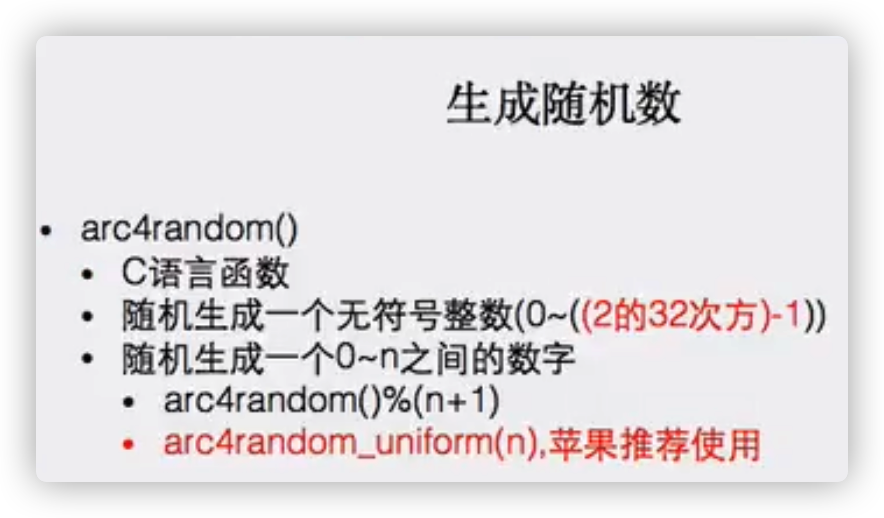 生成随机数
arc4random()
C语言函数
随机生成一个无符号整数(0~((2的32次方)-1))
随机生成一个0~n之间的数字
arc4random()%(n+1)
arc4random_uniform(n),苹果推荐使用